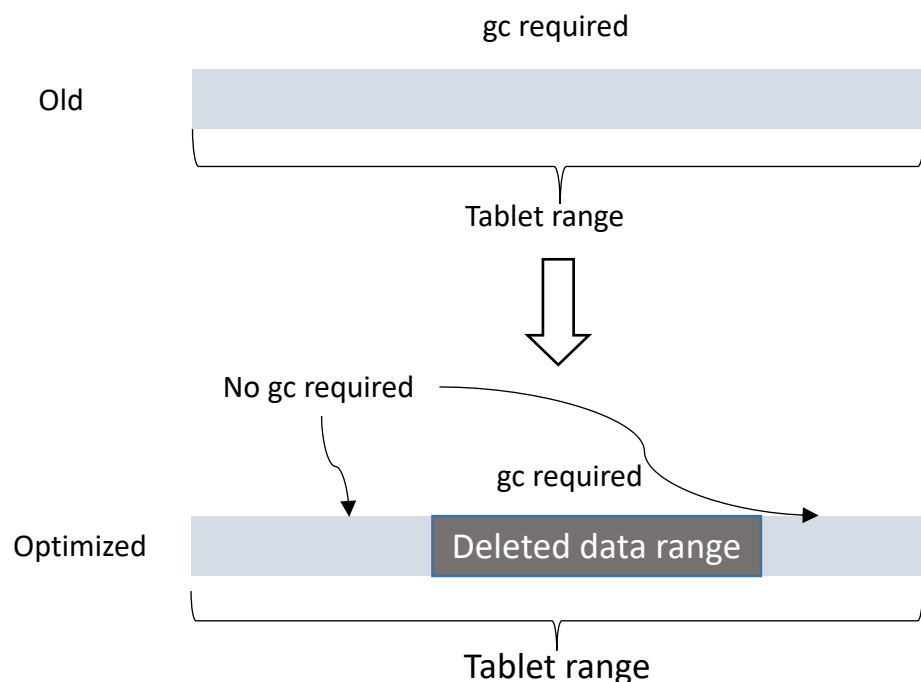 gc required
Old
Tablet range
No gc required
gc required
Optimized
Deleted data range
Tablet range